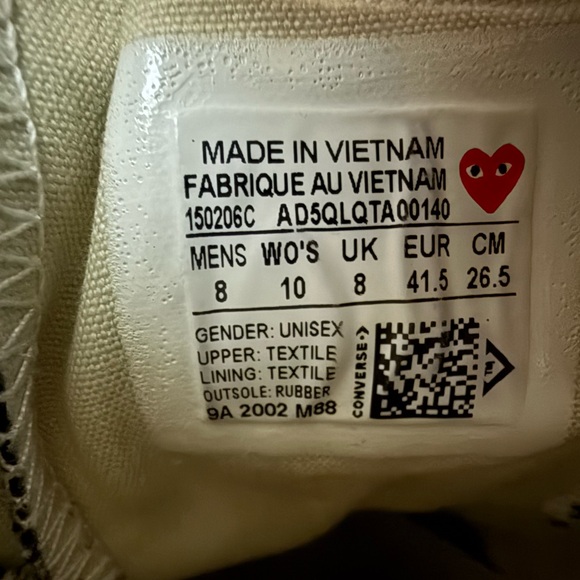 MADE IN VIETNAM
FABRIQUE AU VIETNAM
150206C AD5QLQTA00140
MENS WO'S UK EUR CM
8 10 8 41.5 26.5
GENDER: UNISEX
UPPER: TEXTILE
LINING: TEXTILE
OUTSOLE: RUBBER
9A 2002 M88
CONVERSE